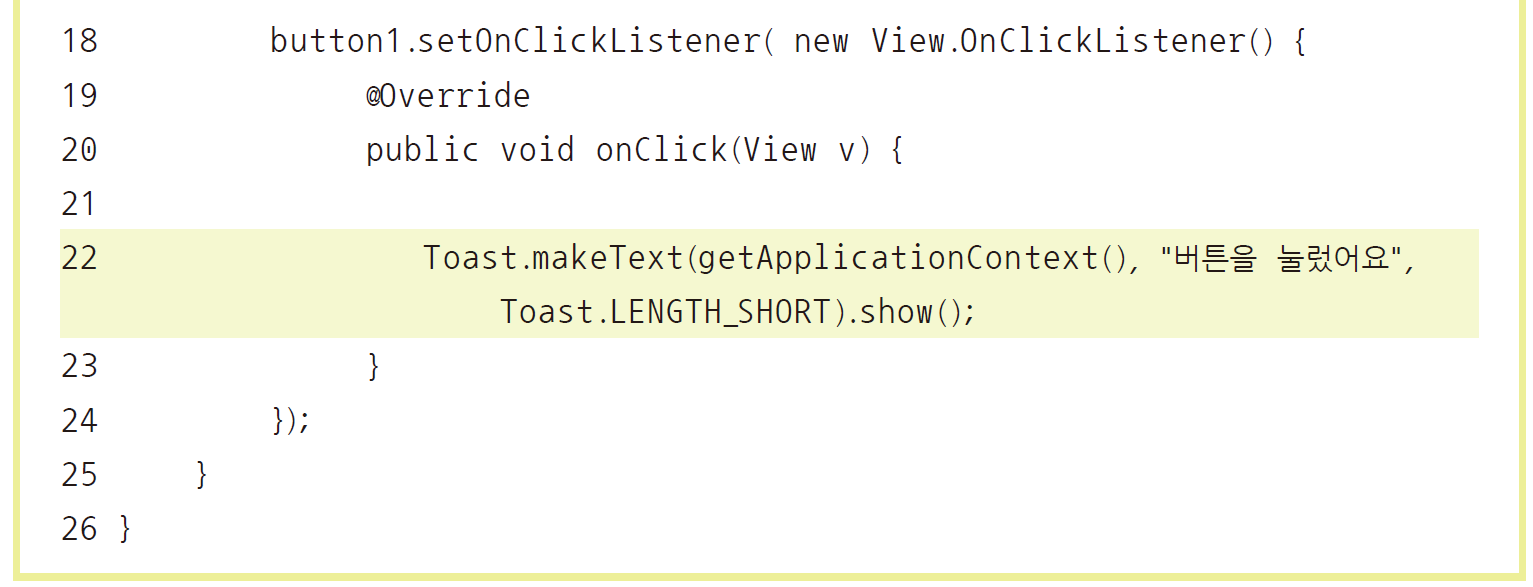 18 button1.setOnClickListener( new View.OnClickListener() {
19 @Override
20 public void onClick(View v) {
21
22 Toast.makeText(getApplicationContext(), "버튼을 눌렀어요",
Toast.LENGTH_SHORT).show();
23 }
24 });
25 }
26 }